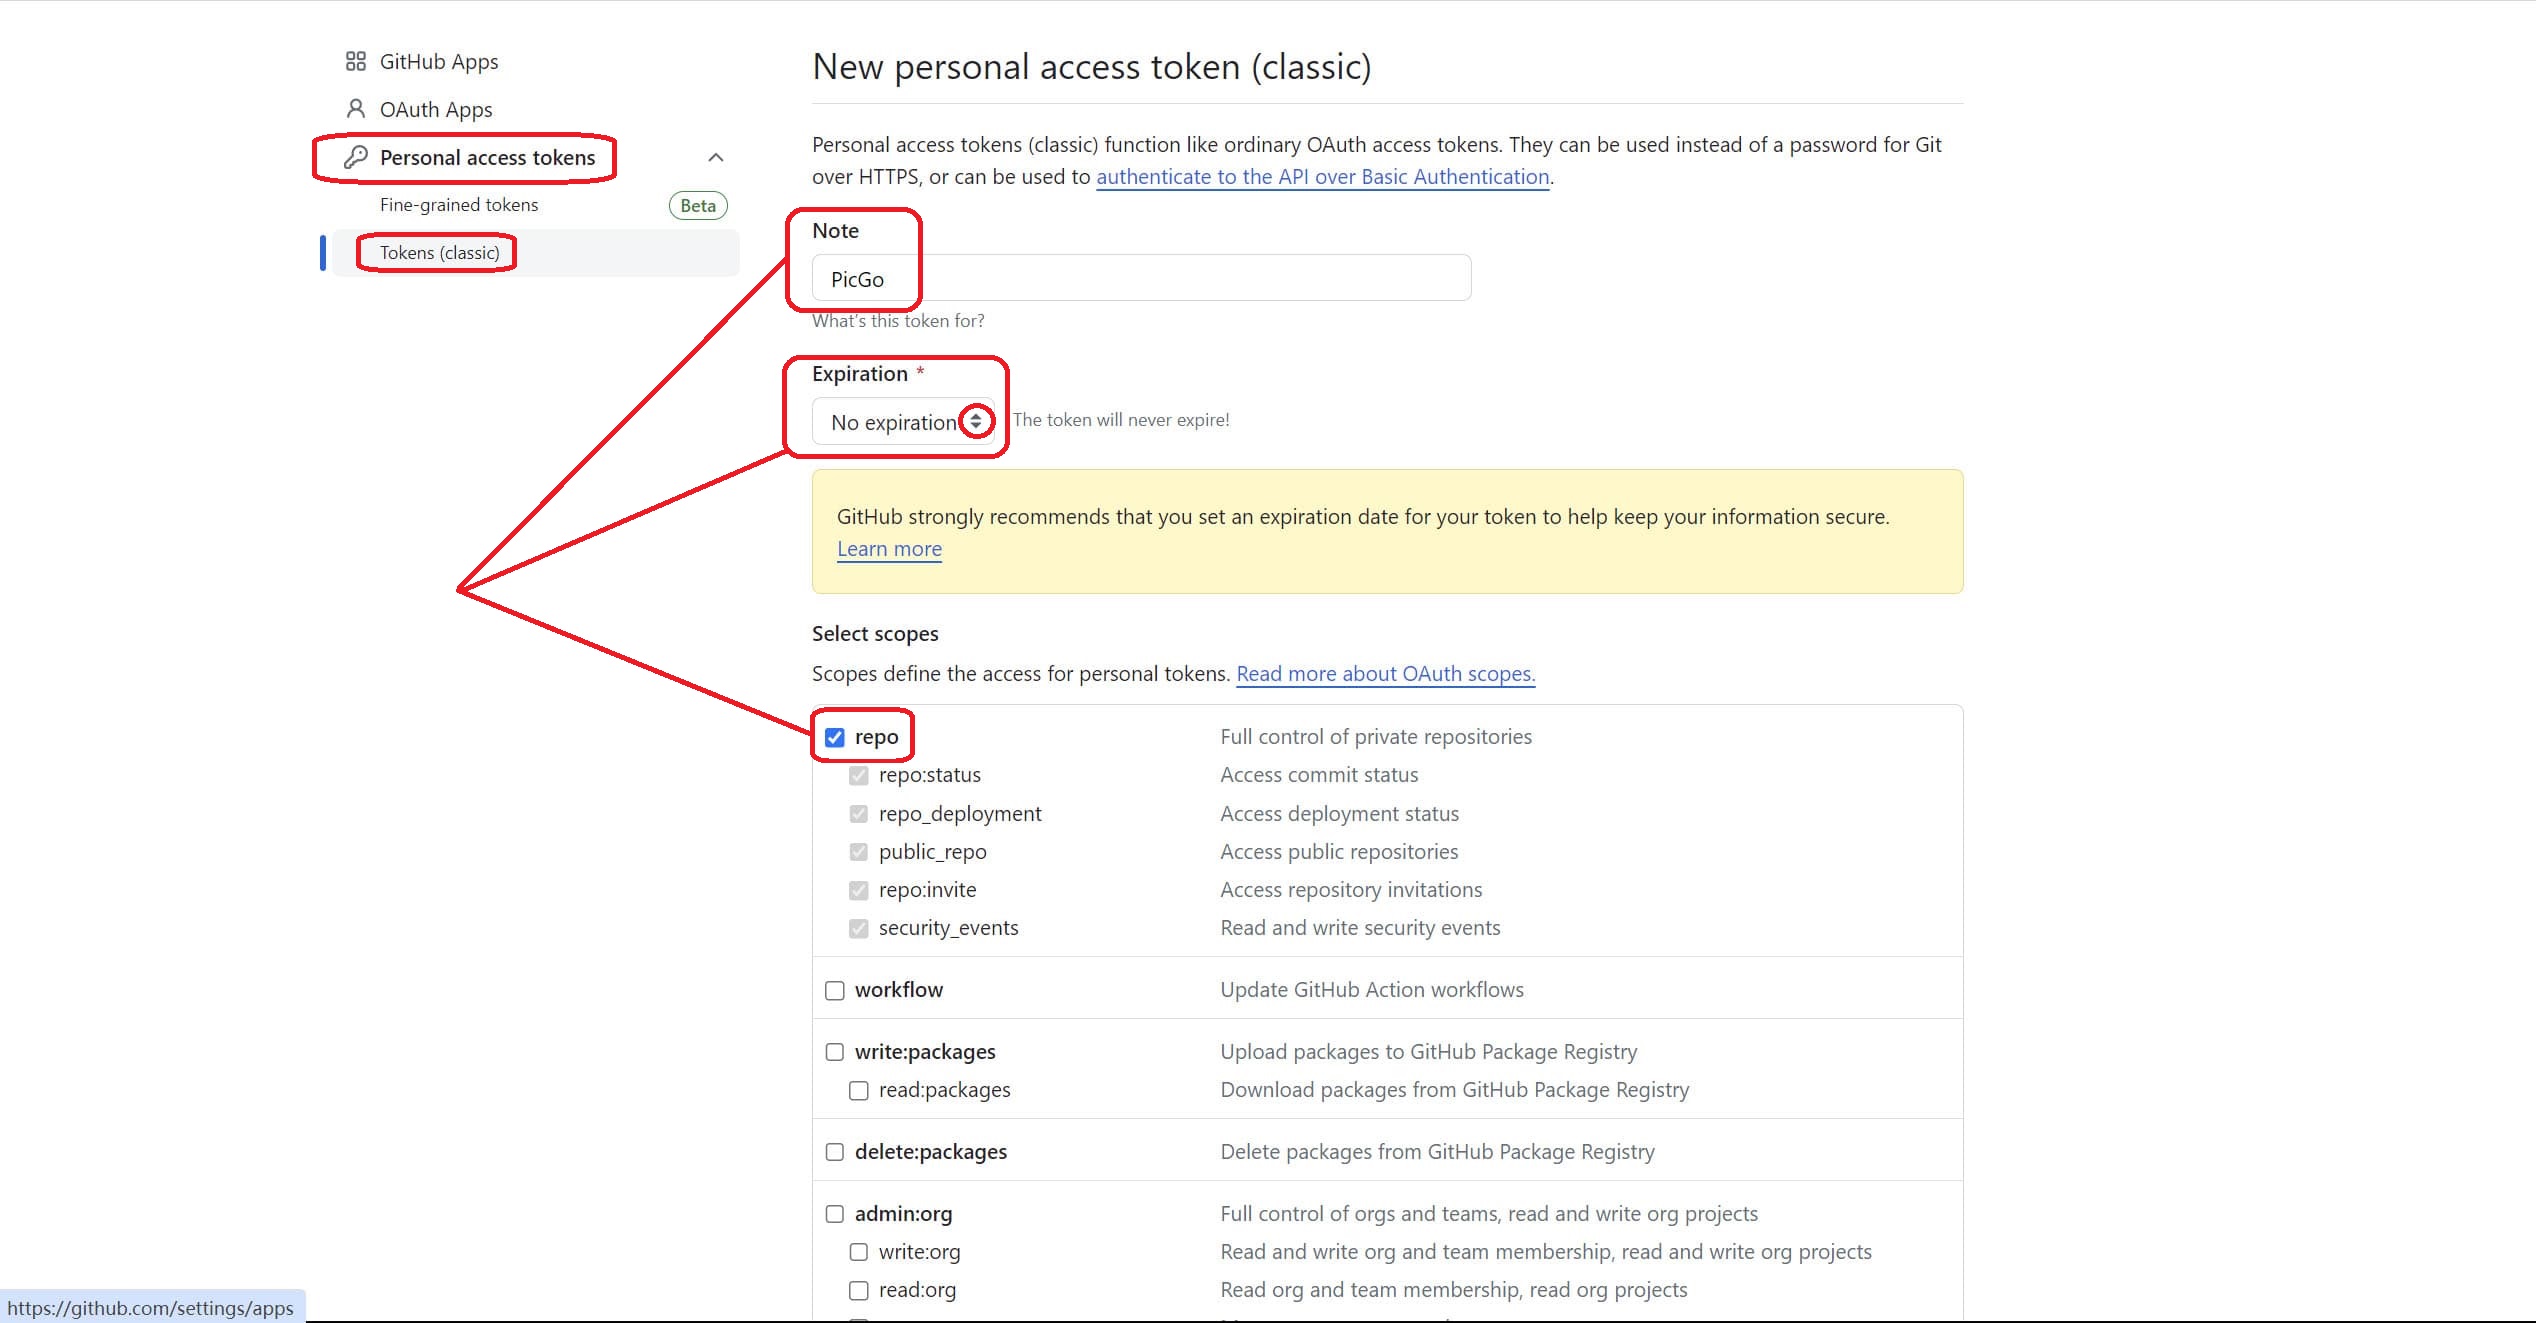 GitHub Apps
OAuth Apps
Personal access tokens
Fine-grained tokens
Beta
Tokens (classic)
New personal access token (classic)
Personal access tokens (classic) function like ordinary OAuth access tokens. They can be used instead of a password for Git
over HTTPS, or can be used to authenticate to the API over Basic Authentication.
Note
PicGo
What's this token for?
Expiration *
No expiration
The token will never expire!
GitHub strongly recommends that you set an expiration date for your token to help keep your information secure.
Learn more
Select scopes
Scopes define the access for personal tokens. Read more about OAuth scopes.
repo Full control of private repositories
repo:status Access commit status
repo_deployment Access deployment status
public_repo Access public repositories
repo:invite Access repository invitations
security_events Read and write security events
workflow Update GitHub Action workflows
write:packages Upload packages to GitHub Package Registry
read:packages Download packages from GitHub Package Registry
delete:packages Delete packages from GitHub Package Registry
admin:org Full control of orgs and teams, read and write org projects
write:org Read and write org and team membership, read and write org projects
read:org Read org and team membership, read org projects
https://github.com/settings/apps